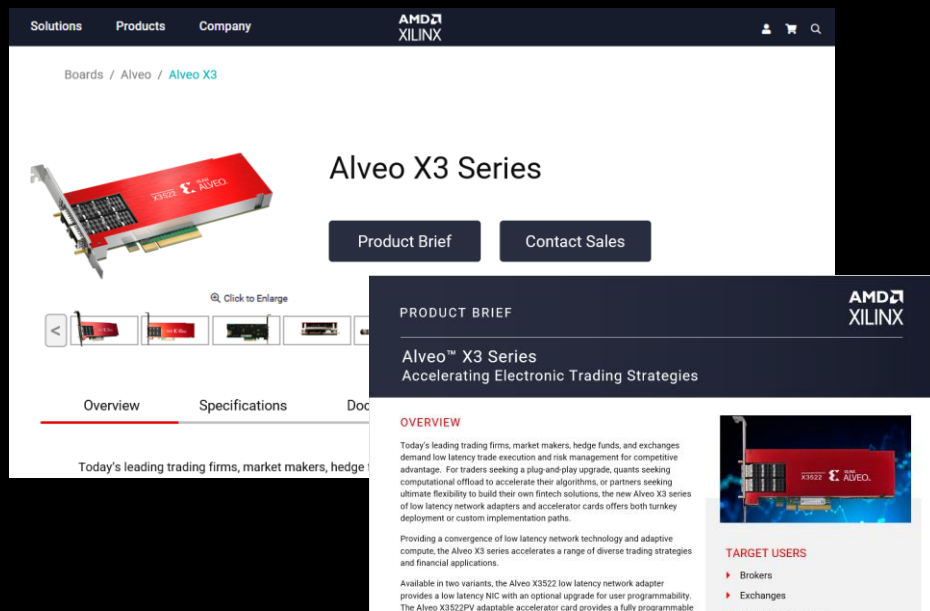 Solutions Products Company
AMD
XILINX
Boards / Alveo / Alveo X3
X3522 ALVEO.
Alveo X3 Series
Product Brief Contact Sales
Click to Enlarge
<
Overview Specifications Doc
Today's leading trading firms, market makers, hedge f
PRODUCT BRIEF
AMD
XILINX
Alveo™ X3 Series
Accelerating Electronic Trading Strategies
OVERVIEW
Today's leading trading firms, market makers, hedge funds, and exchanges
demand low latency trade execution and risk management for competitive
advantage. For traders seeking a plug-and-play upgrade, quants seeking
computational offload to accelerate their algorithms, or partners seeking
ultimate flexibility to build their own fintech solutions, the new Alveo X3 series
of low latency network adapters and accelerator cards offers both turnkey
deployment or custom implementation paths.
Providing a convergence of low latency network technology and adaptive
compute, the Alveo X3 series accelerates a range of diverse trading strategies
and financial applications.
Available in two variants, the Alveo X3522 low latency network adapter
provides a low latency NIC with an optional upgrade for user programmability.
The Alveo X3522PV adaptable accelerator card provides a fully programmable
X3522 ALVEO.
TARGET USERS
Brokers
Exchanges